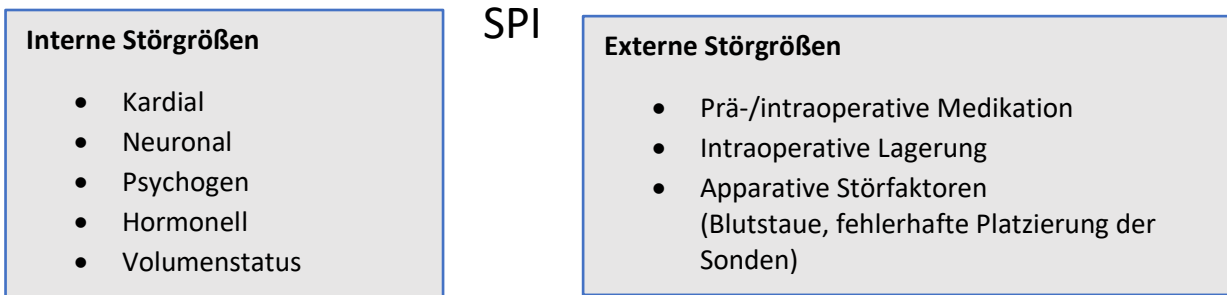 SPI
Interne Störgrößen
• Kardial
• Neuronal
• Psychogen
• Hormonell
• Volumenstatus
Externe Störgrößen
• Prä-/intraoperative Medikation
• Intraoperative Lagerung
• Apparative Störfaktoren
(Blutstaue, fehlerhafte Platzierung der
Sonden)